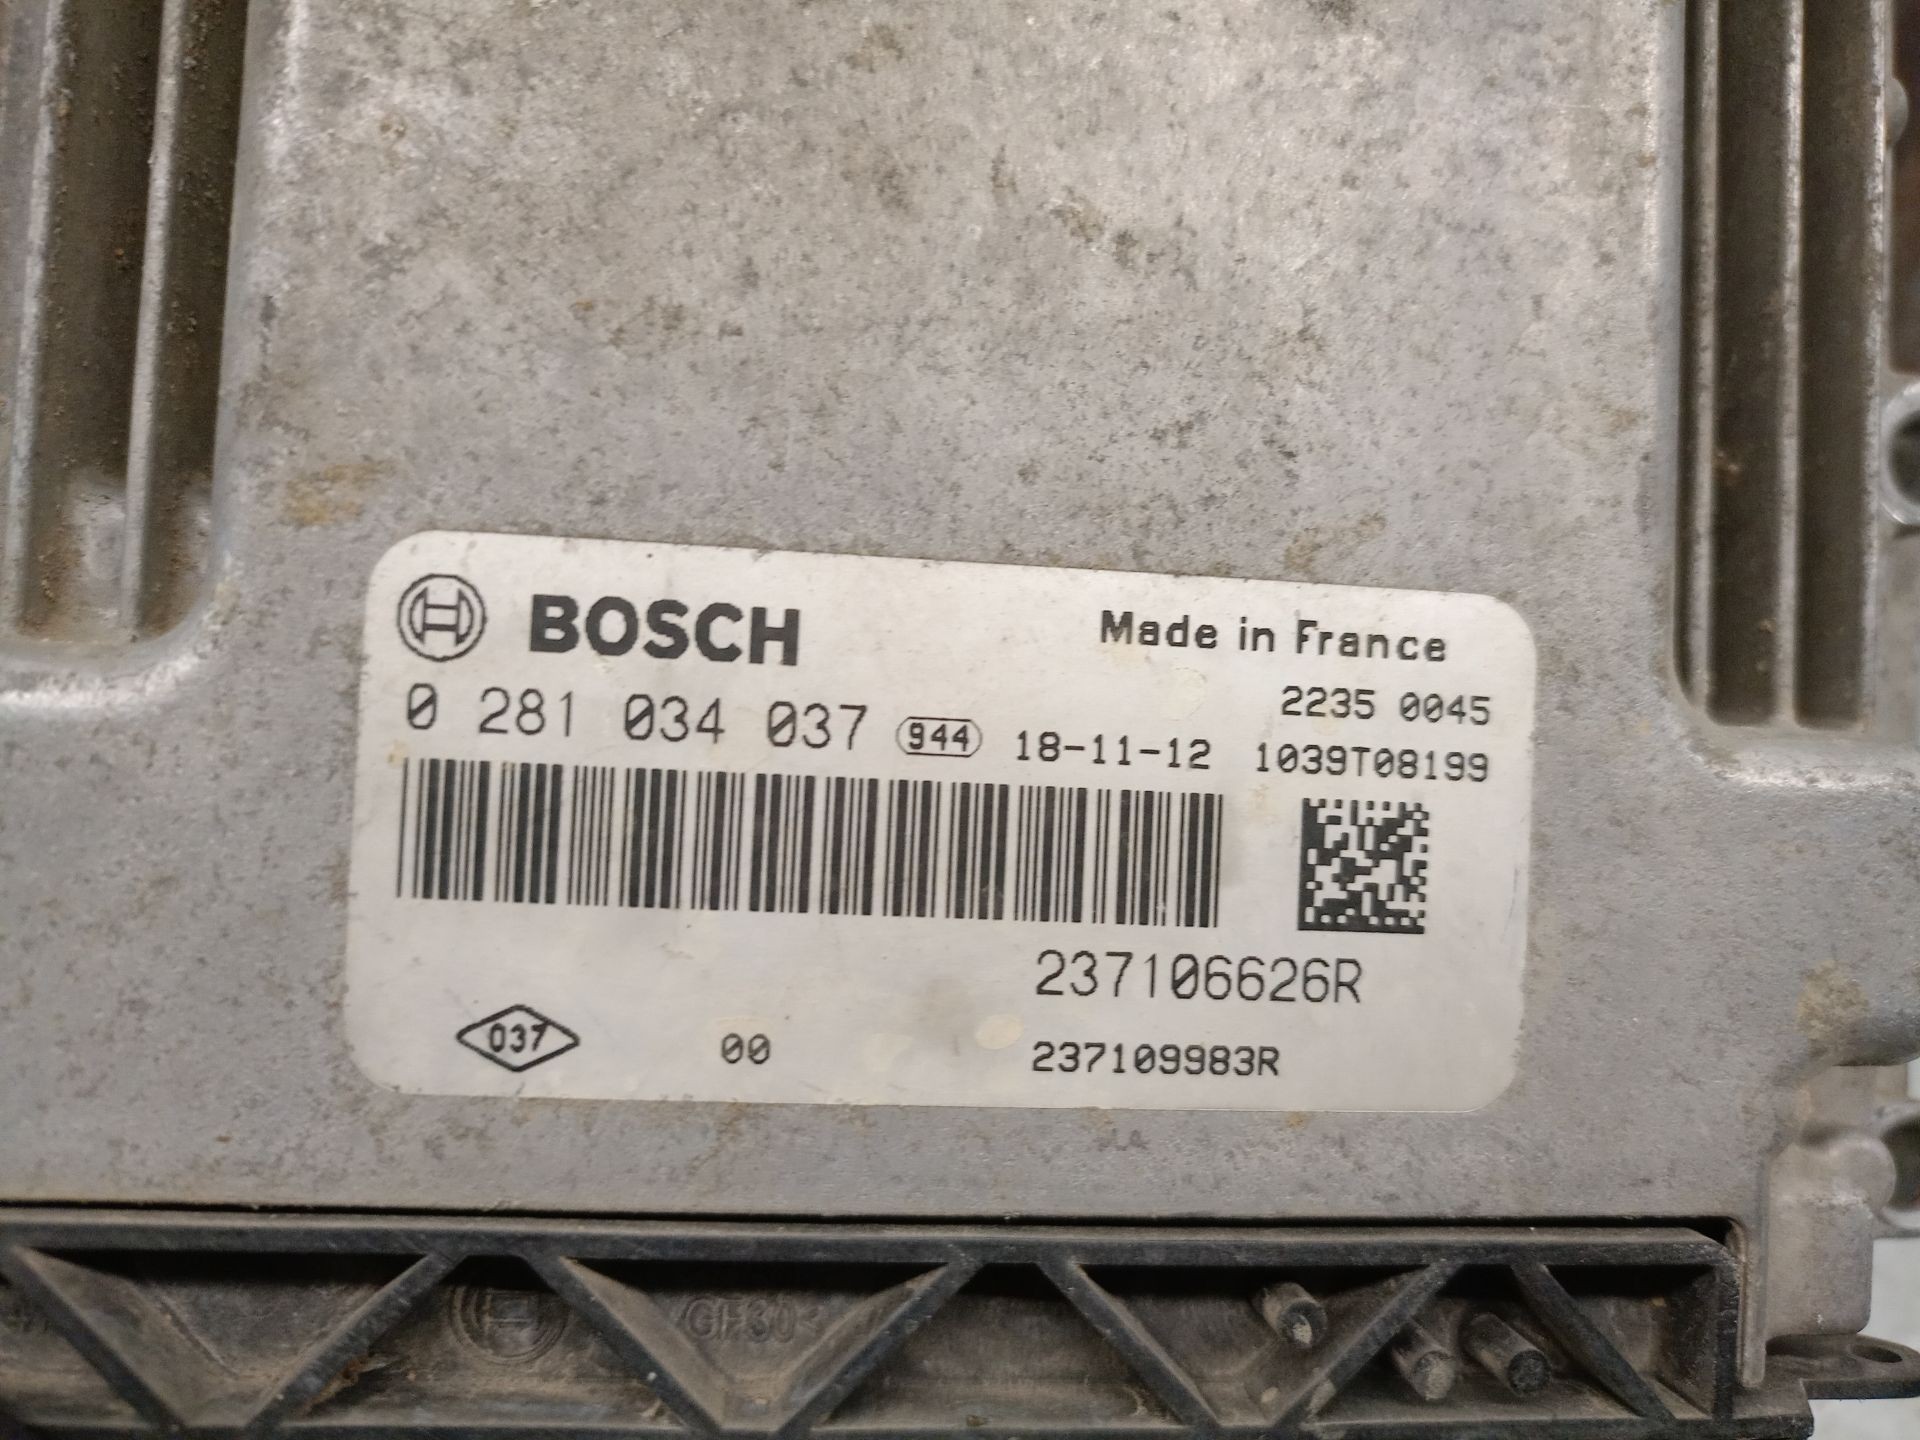 BOSCH
Made in France
2235 0045
0 281 034 037 944 18-11-12 1039T08199
237106626R
037 00 237109983R
GF30<